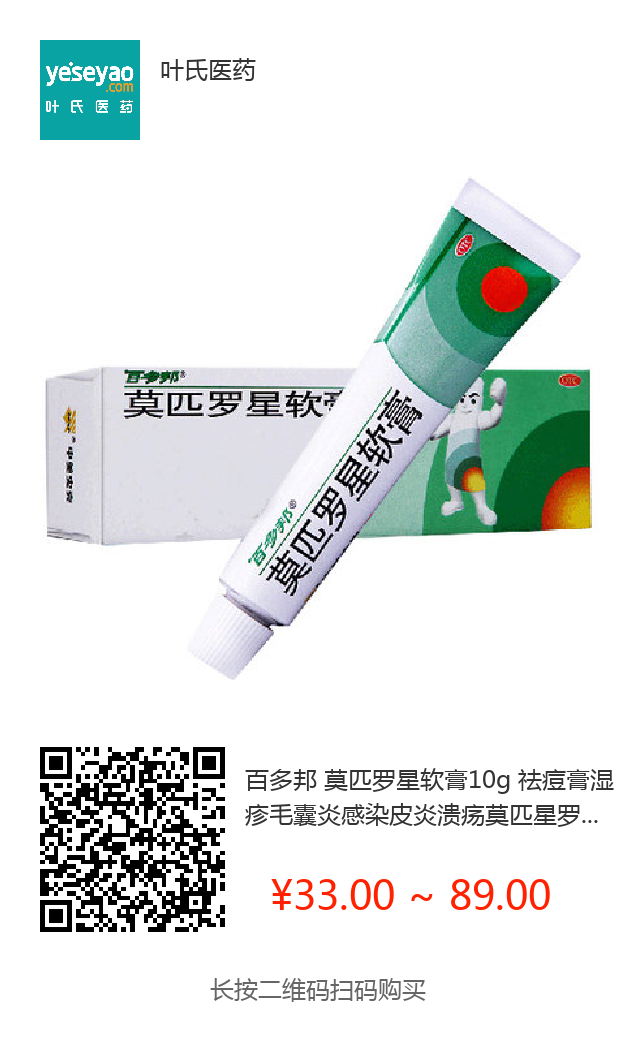 yeseyao
.com
叶氏医药
叶氏医药
OTC
百多邦®
莫匹罗星软膏
OTC
百多邦®
莫匹罗星软膏
百多邦 莫匹罗星软膏10g 祛痘膏湿
疹毛囊炎感染皮炎溃疡莫匹星罗...
¥33.00 ~ 89.00
长按二维码扫码购买